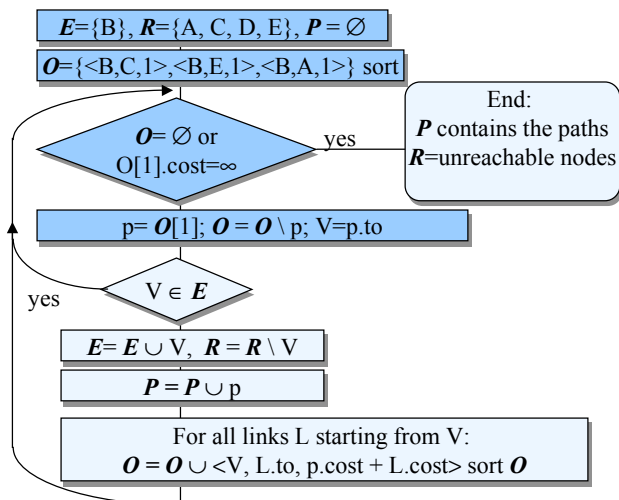 E={B}, R={A, C, D, E}, P = ∅
O={<B,C,1>,<B,E,1>,<B,A,1>} sort
O= ∅ or
O[1].cost=∞
yes
End:
P contains the paths
R=unreachable nodes
p= O[1]; O = O \ p; V=p.to
V ∈ E
yes
E= E ∪ V, R = R \ V
P = P ∪ p
For all links L starting from V:
O = O ∪ <V, L.to, p.cost + L.cost> sort O